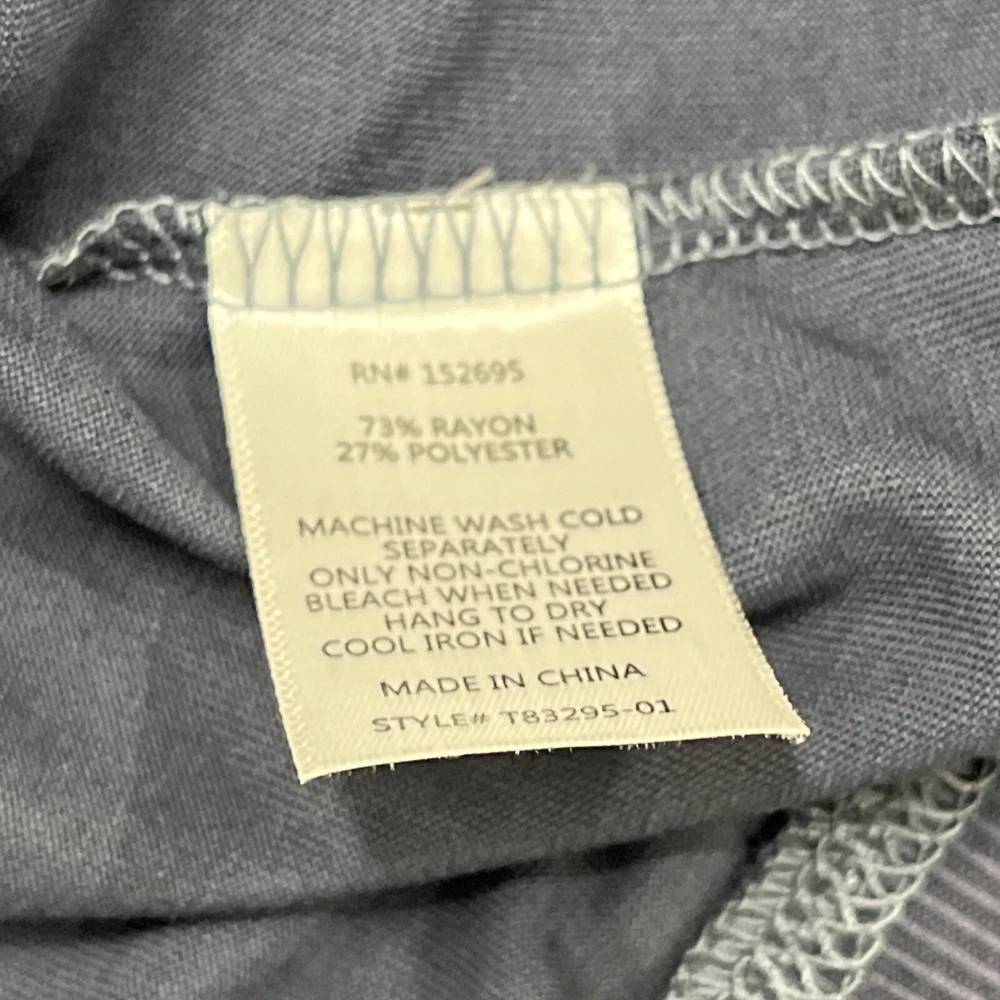 RN# 152695
73% RAYON
27% POLYESTER
MACHINE WASH COLD
SEPARATELY
ONLY NON-CHLORINE
BLEACH WHEN NEEDED
HANG TO DRY
COOL IRON IF NEEDED
MADE IN CHINA
STYLE# T83295-01